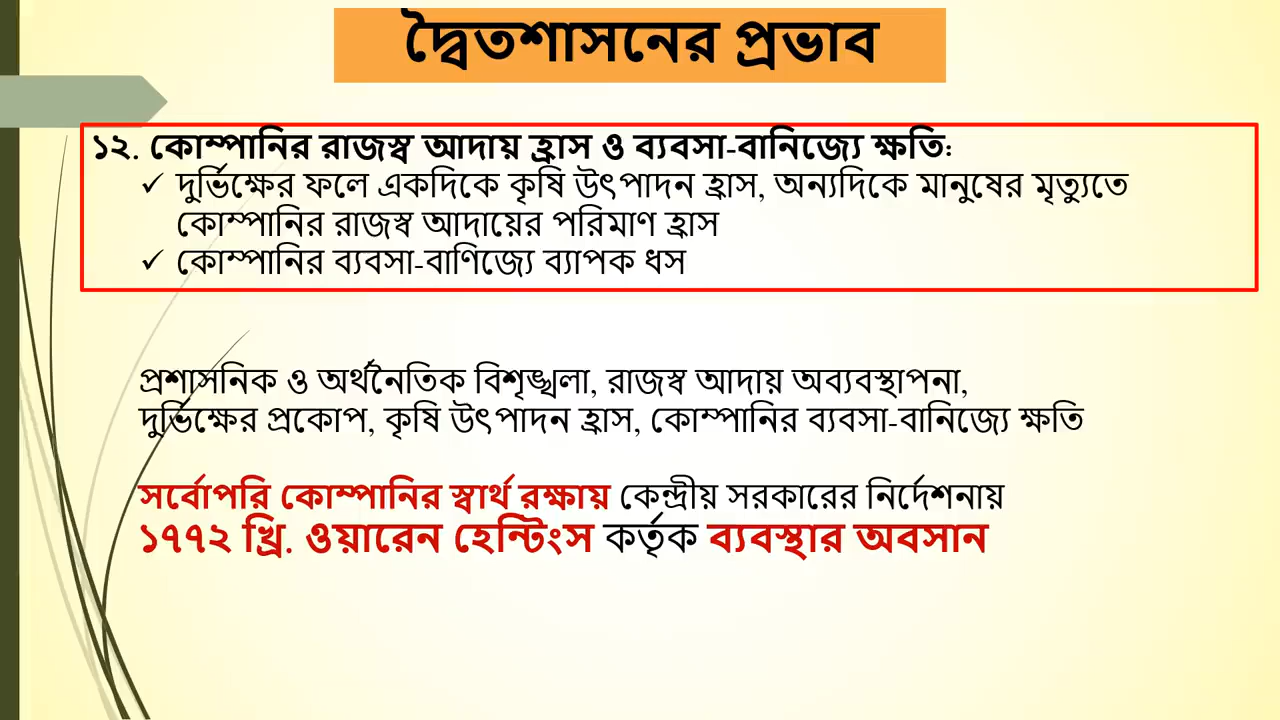 দ্বৈতশাসনের প্রভাব
১২. কোম্পানির রাজস্ব আদায় হ্রাস ও ব্যবসা-বানিজ্যে ক্ষতি:
✓ দুর্ভিক্ষের ফলে একদিকে কৃষি উৎপাদন হ্রাস, অন্যদিকে মানুষের মৃত্যুতে
কোম্পানির রাজস্ব আদায়ের পরিমাণ হ্রাস
✓ কোম্পানির ব্যবসা-বাণিজ্যে ব্যাপক ধস
প্রশাসনিক ও অর্থনৈতিক বিশৃঙ্খলা, রাজস্ব আদায় অব্যবস্থাপনা,
দুর্ভিক্ষের প্রকোপ, কৃষি উৎপাদন হ্রাস, কোম্পানির ব্যবসা-বানিজ্যে ক্ষতি
সর্বোপরি কোম্পানির স্বার্থ রক্ষায় কেন্দ্রীয় সরকারের নির্দেশনায়
১৭৭২ খ্রি. ওয়ারেন হেন্টিংস কর্তৃক ব্যবস্থার অবসান